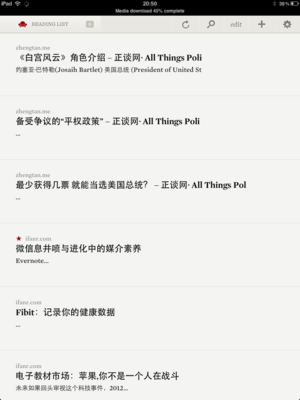 iPad 20:50 38%
Media download 45% complete
READING LIST edit
zhengtan.me
《白宫风云》角色介绍 – 正谈网· All Things Poli
约塞亚·巴特勒(Josaih Bartlet) 美国总统 (President of United St
zhengtan.me
备受争议的“平权政策” – 正谈网· All Things Poli
...
zhengtan.me
最少获得几票 就能当选美国总统？ – 正谈网· All Things Pol
...
ifanr.com
微信息井喷与进化中的媒介素养
Evernote...
ifanr.com
Fibit：记录你的健康数据
...
ifanr.com
电子教材市场：苹果,你不是一个人在战斗
未来如果回头审视这个科技事件，2012...